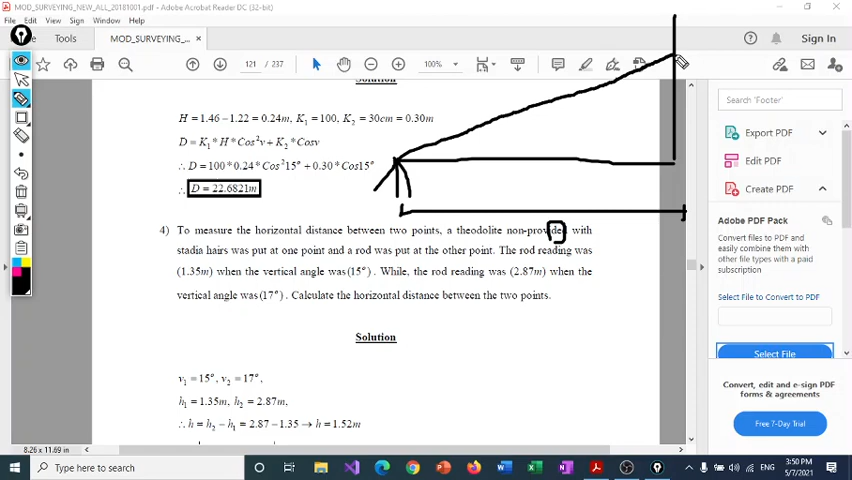 MOD_SURVEYING_NEW_ALL_20181001.pdf - Adobe Acrobat Reader DC (32-bit)
File Edit View Sign Window Help
Tools
MOD_SURVEYING_...
Sign In
121 / 237
100%
Solution
H = 1.46 − 1.22 = 0.24m, K₁ = 100, K₂ = 30cm = 0.30m
D = K₁ * H * Cos²v + K₂ * Cosv
∴ D = 100 * 0.24 * Cos²15° + 0.30 * Cos15°
∴ D = 22.6821m
4) To measure the horizontal distance between two points, a theodolite non-provided with
stadia hairs was put at one point and a rod was put at the other point. The rod reading was
(1.35m) when the vertical angle was (15°). While, the rod reading was (2.87m) when the
vertical angle was (17°). Calculate the horizontal distance between the two points.
Solution
v₁ = 15°, v₂ = 17°,
h₁ = 1.35m, h₂ = 2.87m,
∴ h = h₂ − h₁ = 2.87 − 1.35 → h = 1.52m
8.26 x 11.69 in
Search 'Footer'
Export PDF
Edit PDF
Create PDF
Adobe PDF Pack
Convert files to PDF and
easily combine them with
other file types with a paid
subscription
Select File to Convert to PDF
Select File
Convert, edit and e-sign PDF
forms & agreements
Free 7-Day Trial
Type here to search
ENG
3:50 PM
5/7/2021